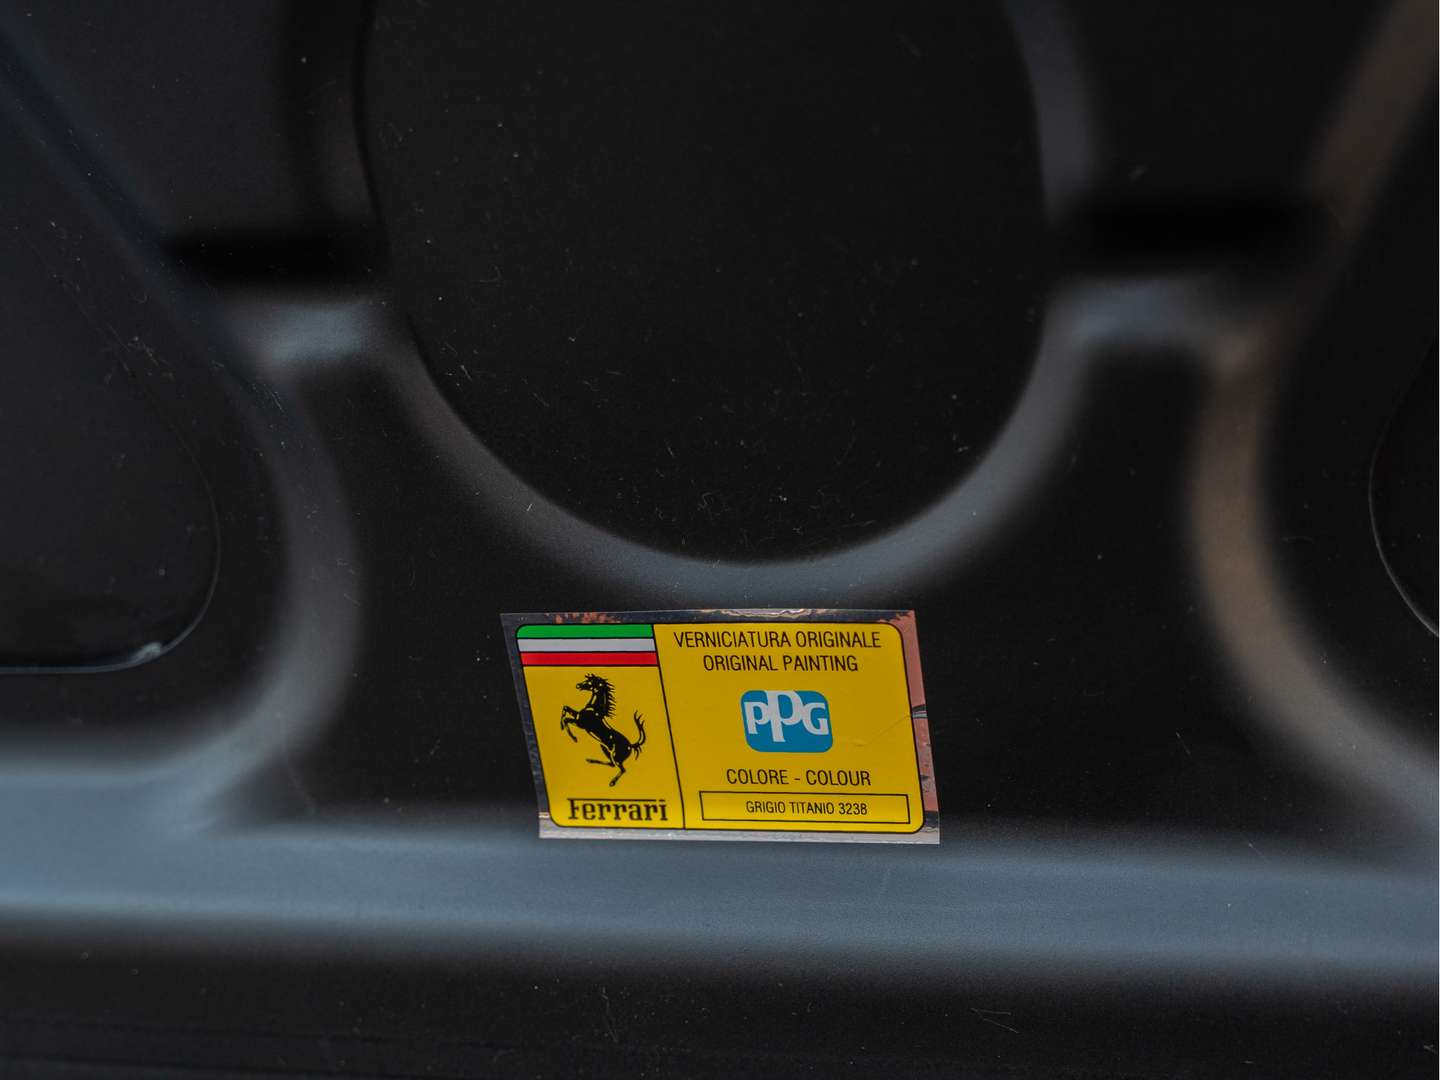 VERNICIATURA ORIGINALE
ORIGINAL PAINTING
PPG
COLORE - COLOUR
GRIGIO TITANIO 3238
Ferrari